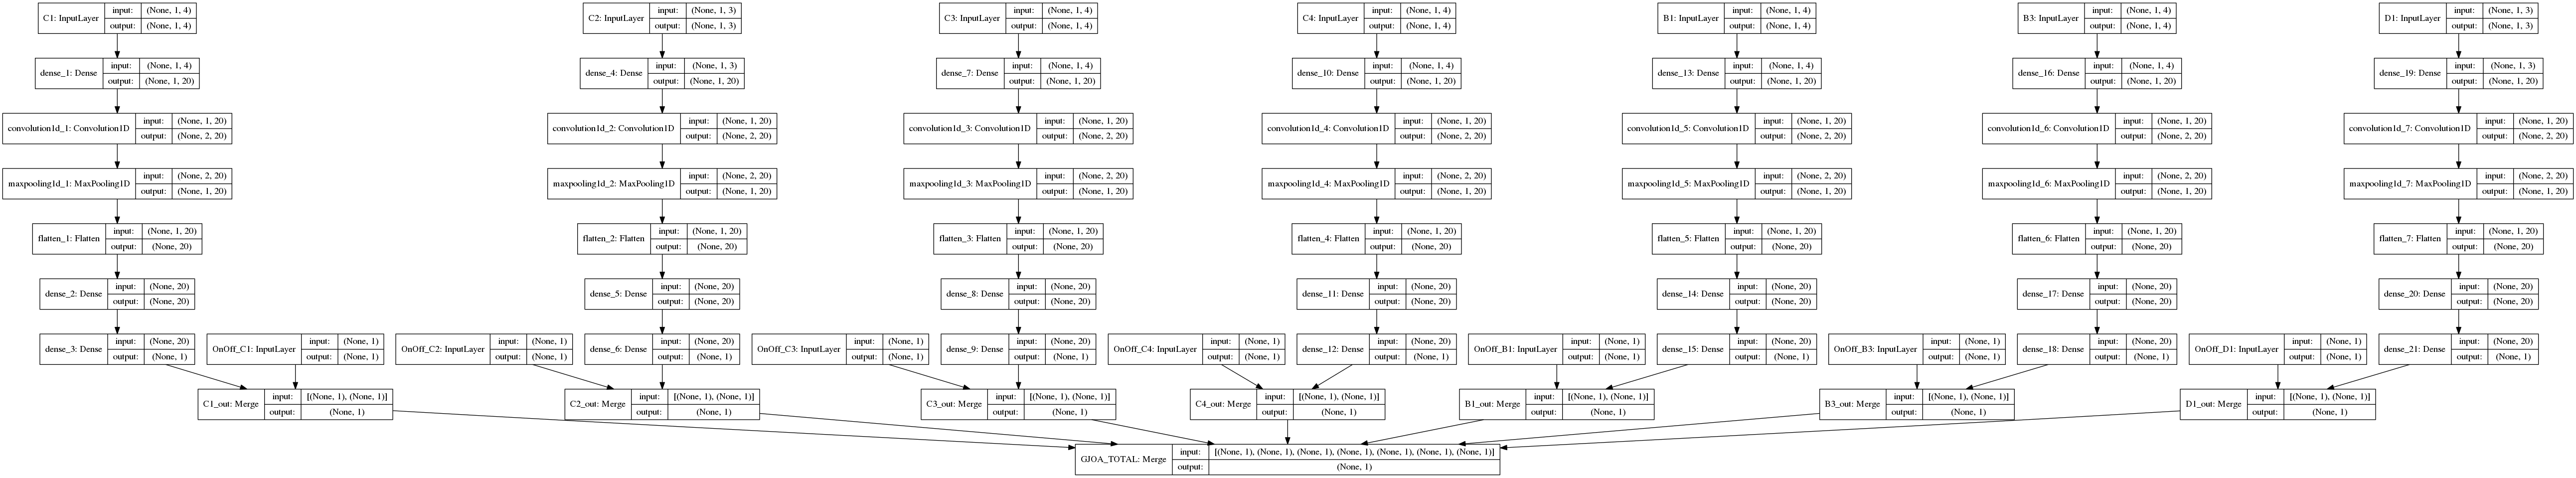 C1: InputLayer input: (None, 1, 4)
output: (None, 1, 4)
C2: InputLayer input: (None, 1, 3)
output: (None, 1, 3)
C3: InputLayer input: (None, 1, 4)
output: (None, 1, 4)
C4: InputLayer input: (None, 1, 4)
output: (None, 1, 4)
B1: InputLayer input: (None, 1, 4)
output: (None, 1, 4)
B3: InputLayer input: (None, 1, 4)
output: (None, 1, 4)
D1: InputLayer input: (None, 1, 3)
output: (None, 1, 3)
dense_1: Dense input: (None, 1, 4)
output: (None, 1, 20)
dense_4: Dense input: (None, 1, 3)
output: (None, 1, 20)
dense_7: Dense input: (None, 1, 4)
output: (None, 1, 20)
dense_10: Dense input: (None, 1, 4)
output: (None, 1, 20)
dense_13: Dense input: (None, 1, 4)
output: (None, 1, 20)
dense_16: Dense input: (None, 1, 4)
output: (None, 1, 20)
dense_19: Dense input: (None, 1, 3)
output: (None, 1, 20)
convolution1d_1: Convolution1D input: (None, 1, 20)
output: (None, 2, 20)
convolution1d_2: Convolution1D input: (None, 1, 20)
output: (None, 2, 20)
convolution1d_3: Convolution1D input: (None, 1, 20)
output: (None, 2, 20)
convolution1d_4: Convolution1D input: (None, 1, 20)
output: (None, 2, 20)
convolution1d_5: Convolution1D input: (None, 1, 20)
output: (None, 2, 20)
convolution1d_6: Convolution1D input: (None, 1, 20)
output: (None, 2, 20)
convolution1d_7: Convolution1D input: (None, 1, 20)
output: (None, 2, 20)
maxpooling1d_1: MaxPooling1D input: (None, 2, 20)
output: (None, 1, 20)
maxpooling1d_2: MaxPooling1D input: (None, 2, 20)
output: (None, 1, 20)
maxpooling1d_3: MaxPooling1D input: (None, 2, 20)
output: (None, 1, 20)
maxpooling1d_4: MaxPooling1D input: (None, 2, 20)
output: (None, 1, 20)
maxpooling1d_5: MaxPooling1D input: (None, 2, 20)
output: (None, 1, 20)
maxpooling1d_6: MaxPooling1D input: (None, 2, 20)
output: (None, 1, 20)
maxpooling1d_7: MaxPooling1D input: (None, 2, 20)
output: (None, 1, 20)
flatten_1: Flatten input: (None, 1, 20)
output: (None, 20)
flatten_2: Flatten input: (None, 1, 20)
output: (None, 20)
flatten_3: Flatten input: (None, 1, 20)
output: (None, 20)
flatten_4: Flatten input: (None, 1, 20)
output: (None, 20)
flatten_5: Flatten input: (None, 1, 20)
output: (None, 20)
flatten_6: Flatten input: (None, 1, 20)
output: (None, 20)
flatten_7: Flatten input: (None, 1, 20)
output: (None, 20)
dense_2: Dense input: (None, 20)
output: (None, 20)
dense_5: Dense input: (None, 20)
output: (None, 20)
dense_8: Dense input: (None, 20)
output: (None, 20)
dense_11: Dense input: (None, 20)
output: (None, 20)
dense_14: Dense input: (None, 20)
output: (None, 20)
dense_17: Dense input: (None, 20)
output: (None, 20)
dense_20: Dense input: (None, 20)
output: (None, 20)
dense_3: Dense input: (None, 20)
output: (None, 1)
OnOff_C1: InputLayer input: (None, 1)
output: (None, 1)
OnOff_C2: InputLayer input: (None, 1)
output: (None, 1)
dense_6: Dense input: (None, 20)
output: (None, 1)
OnOff_C3: InputLayer input: (None, 1)
output: (None, 1)
dense_9: Dense input: (None, 20)
output: (None, 1)
OnOff_C4: InputLayer input: (None, 1)
output: (None, 1)
dense_12: Dense input: (None, 20)
output: (None, 1)
OnOff_B1: InputLayer input: (None, 1)
output: (None, 1)
dense_15: Dense input: (None, 20)
output: (None, 1)
OnOff_B3: InputLayer input: (None, 1)
output: (None, 1)
dense_18: Dense input: (None, 20)
output: (None, 1)
OnOff_D1: InputLayer input: (None, 1)
output: (None, 1)
dense_21: Dense input: (None, 20)
output: (None, 1)
C1_out: Merge input: [(None, 1), (None, 1)]
output: (None, 1)
C2_out: Merge input: [(None, 1), (None, 1)]
output: (None, 1)
C3_out: Merge input: [(None, 1), (None, 1)]
output: (None, 1)
C4_out: Merge input: [(None, 1), (None, 1)]
output: (None, 1)
B1_out: Merge input: [(None, 1), (None, 1)]
output: (None, 1)
B3_out: Merge input: [(None, 1), (None, 1)]
output: (None, 1)
D1_out: Merge input: [(None, 1), (None, 1)]
output: (None, 1)
GJOA_TOTAL: Merge input: [(None, 1), (None, 1), (None, 1), (None, 1), (None, 1), (None, 1), (None, 1)]
output: (None, 1)